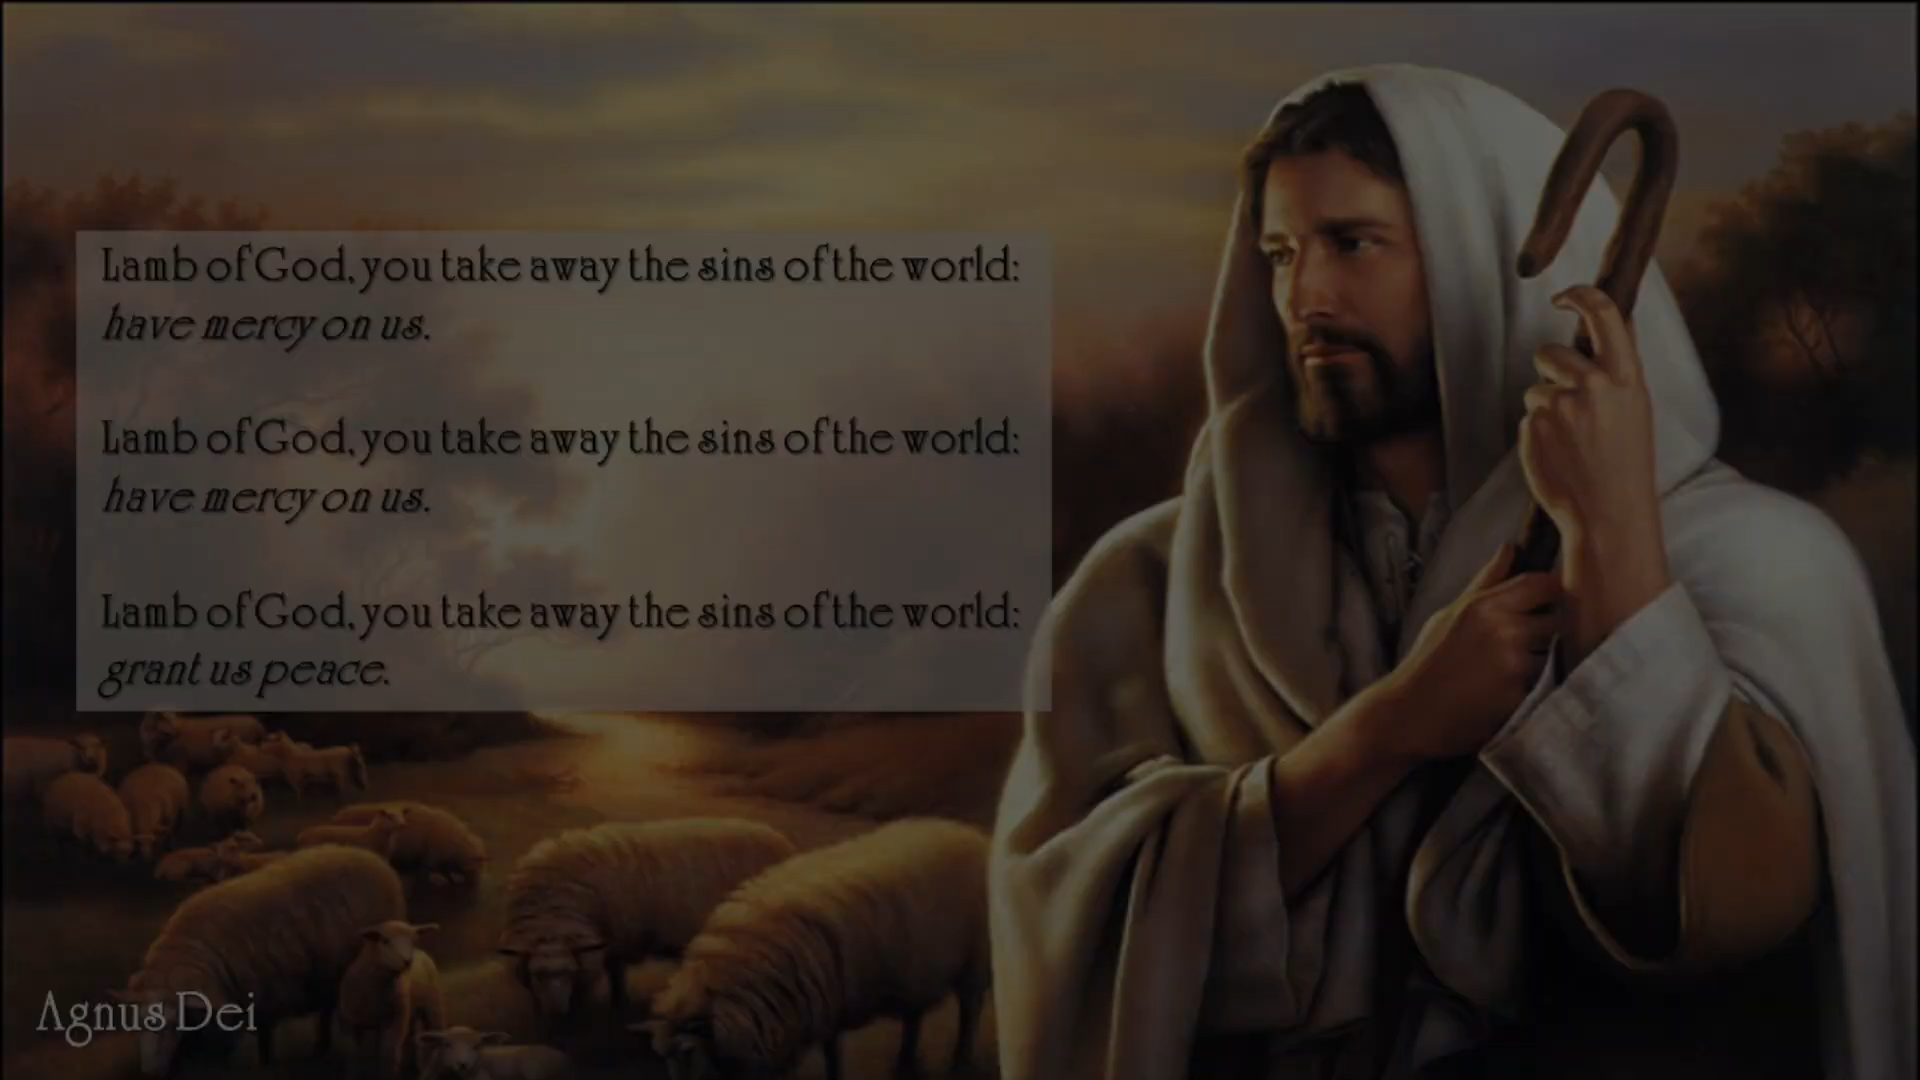 Lamb of God, you take away the sins of the world:
have mercy on us.
Lamb of God, you take away the sins of the world:
have mercy on us.
Lamb of God, you take away the sins of the world:
grant us peace.
Agnus Dei